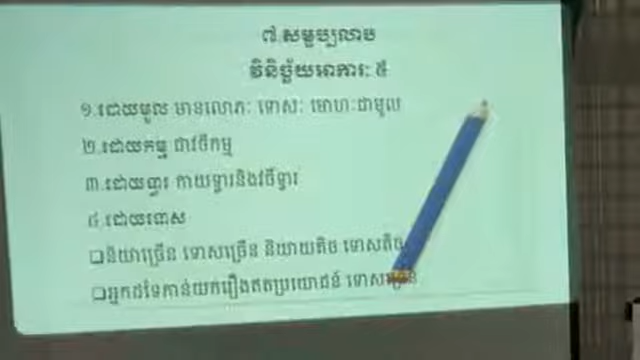 ៧.សម្ផប្បលាប
វិនិច្ឆ័យអាការៈ ៥
១.ដោយមូល មានលោភៈ ទោសៈ មោហៈជាមូល
២.ដោយកម្ម ជាវចីកម្ម
៣.ដោយទ្វារ កាយទ្វារនិងវចីទ្វារ
៤.ដោយទោស
❑និយាយច្រើន ទោសច្រើន និយាយតិច ទោសតិច
❑អ្នកដទៃកាន់យករឿងឥតប្រយោជន៍ ទោសច្រើន